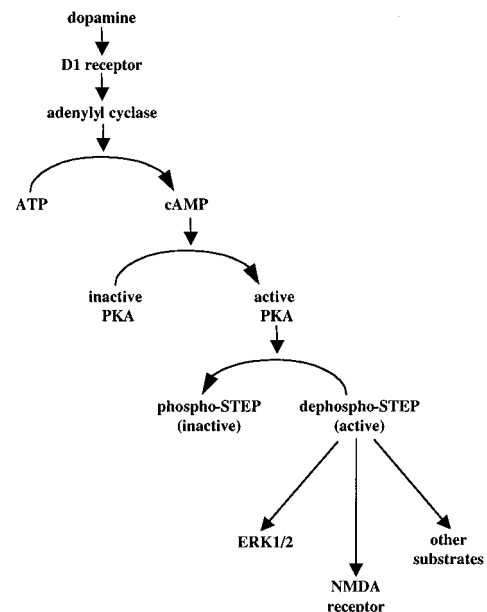 dopamine
D1 receptor
adenylyl cyclase
ATP
cAMP
inactive
PKA
active
PKA
phospho-STEP
(inactive)
dephospho-STEP
(active)
ERK1/2
other
substrates
NMDA
receptor